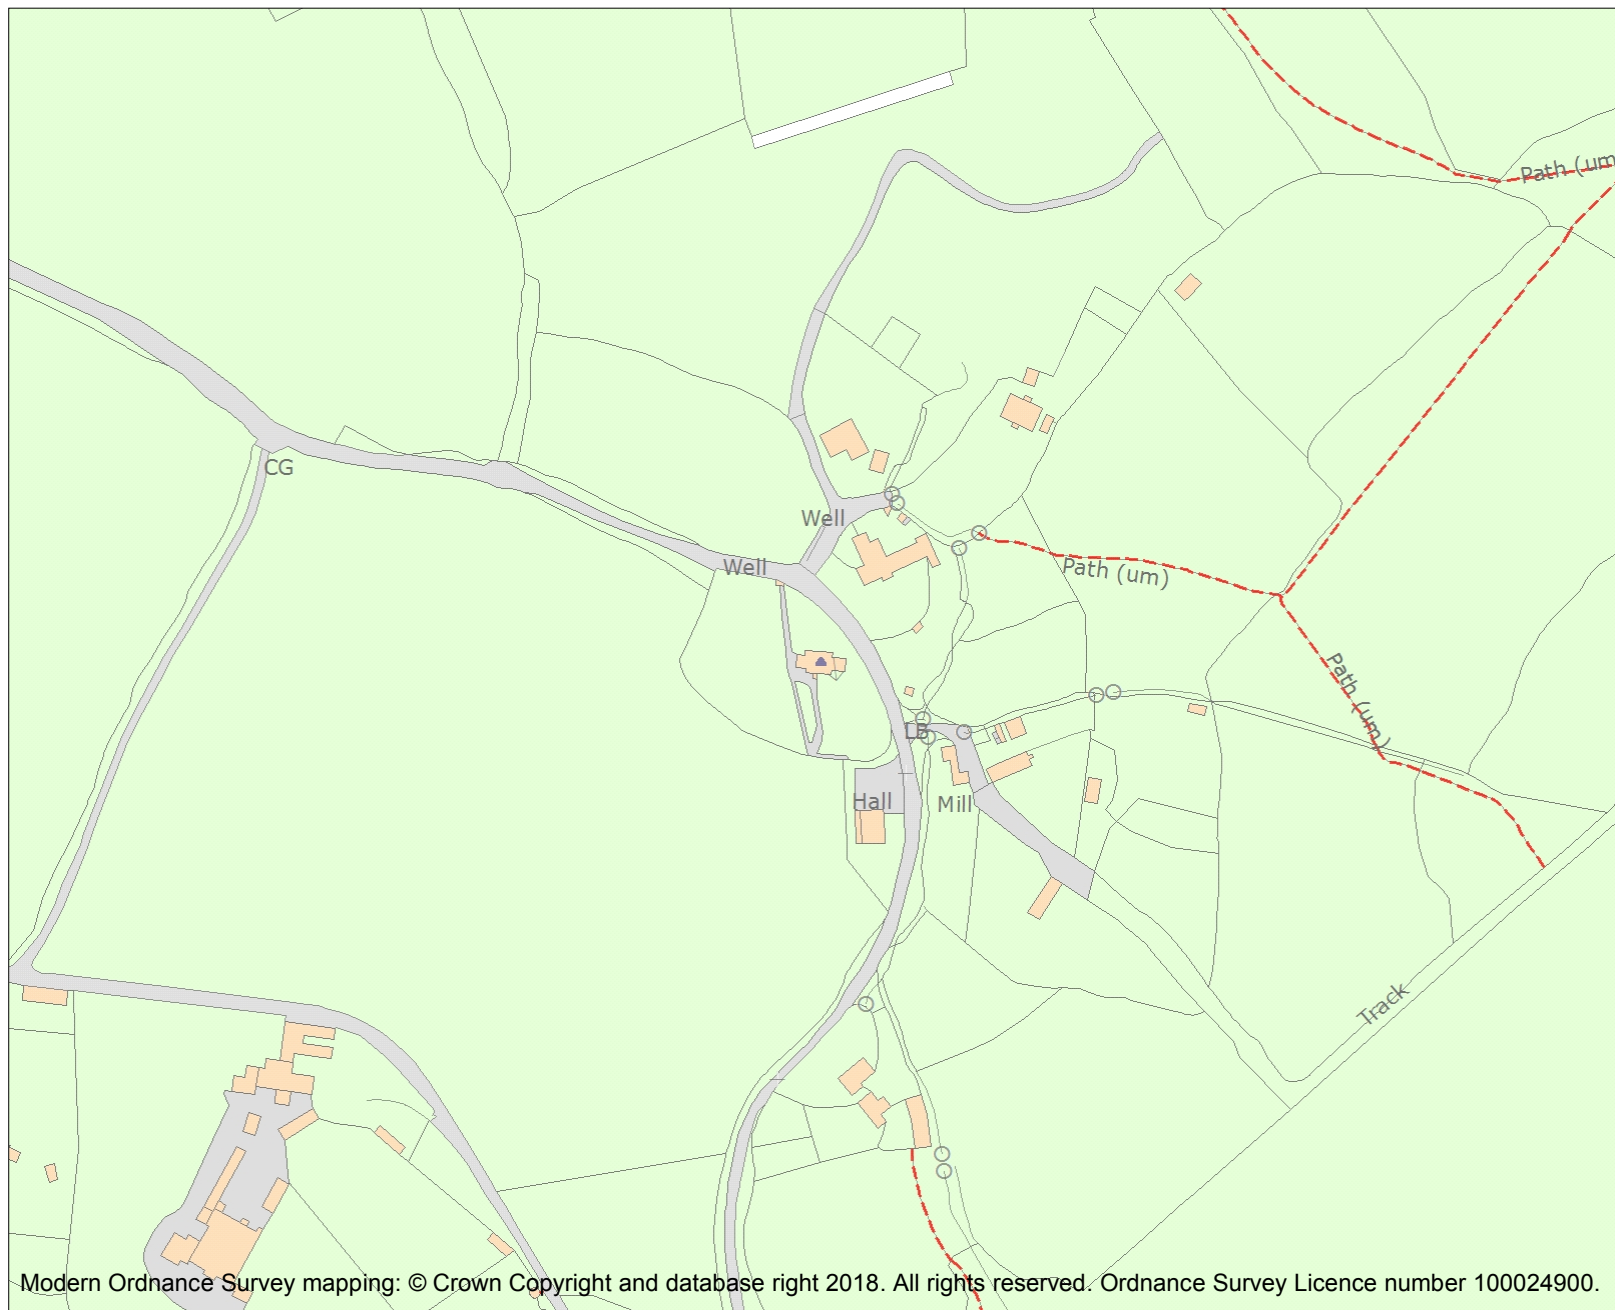 Path (um
CG
Well
Well
Path (um)
Path (um)
LB
Hall
Mill
Track
Modern Ordnance Survey mapping: © Crown Copyright and database right 2018. All rights reserved. Ordnance Survey Licence number 100024900.